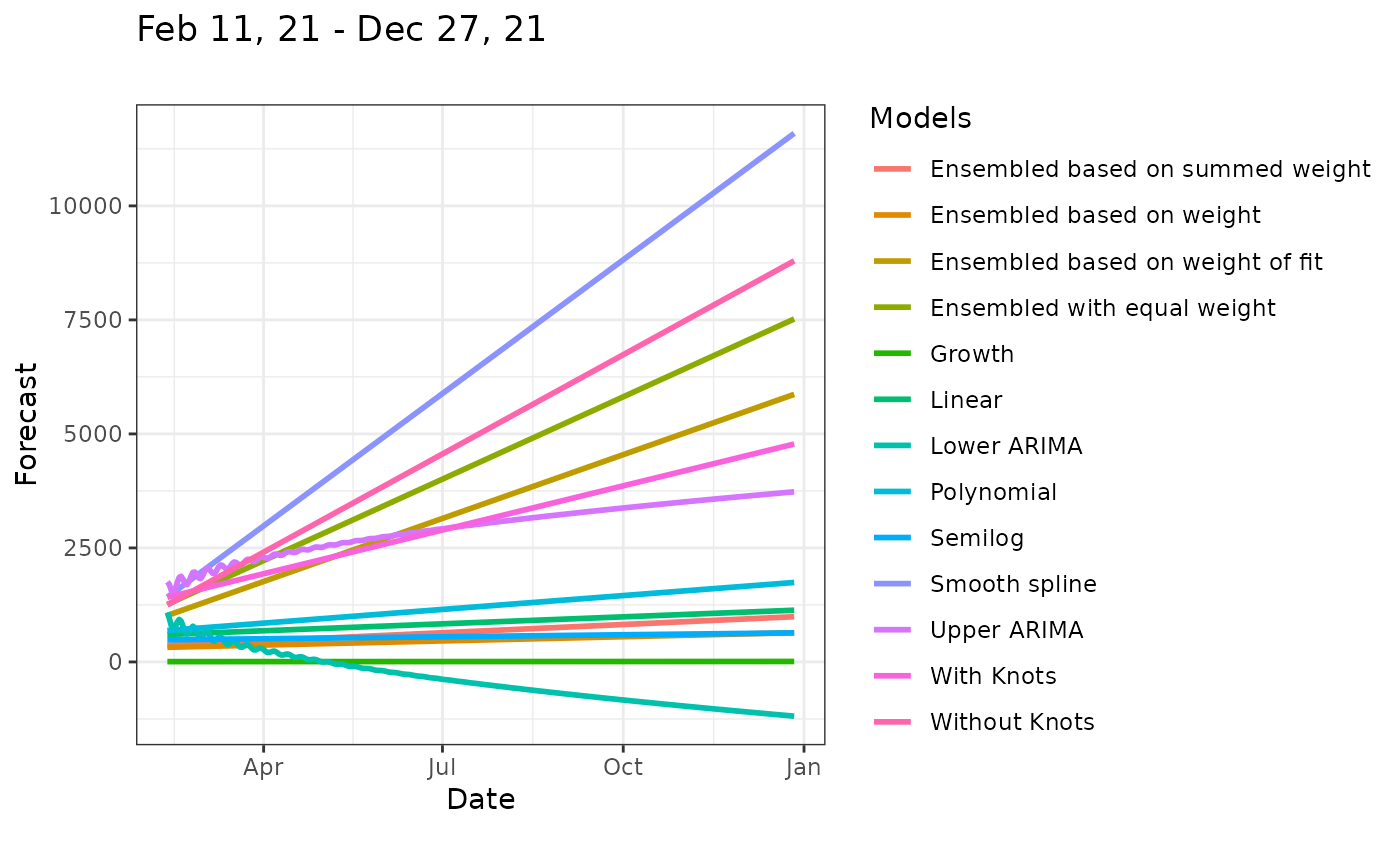 Feb 11, 21 - Dec 27, 21
Forecast
10000
7500
5000
2500
0
Apr
Jul
Oct
Jan
Date
Models
Ensembled based on summed weight
Ensembled based on weight
Ensembled based on weight of fit
Ensembled with equal weight
Growth
Linear
Lower ARIMA
Polynomial
Semilog
Smooth spline
Upper ARIMA
With Knots
Without Knots